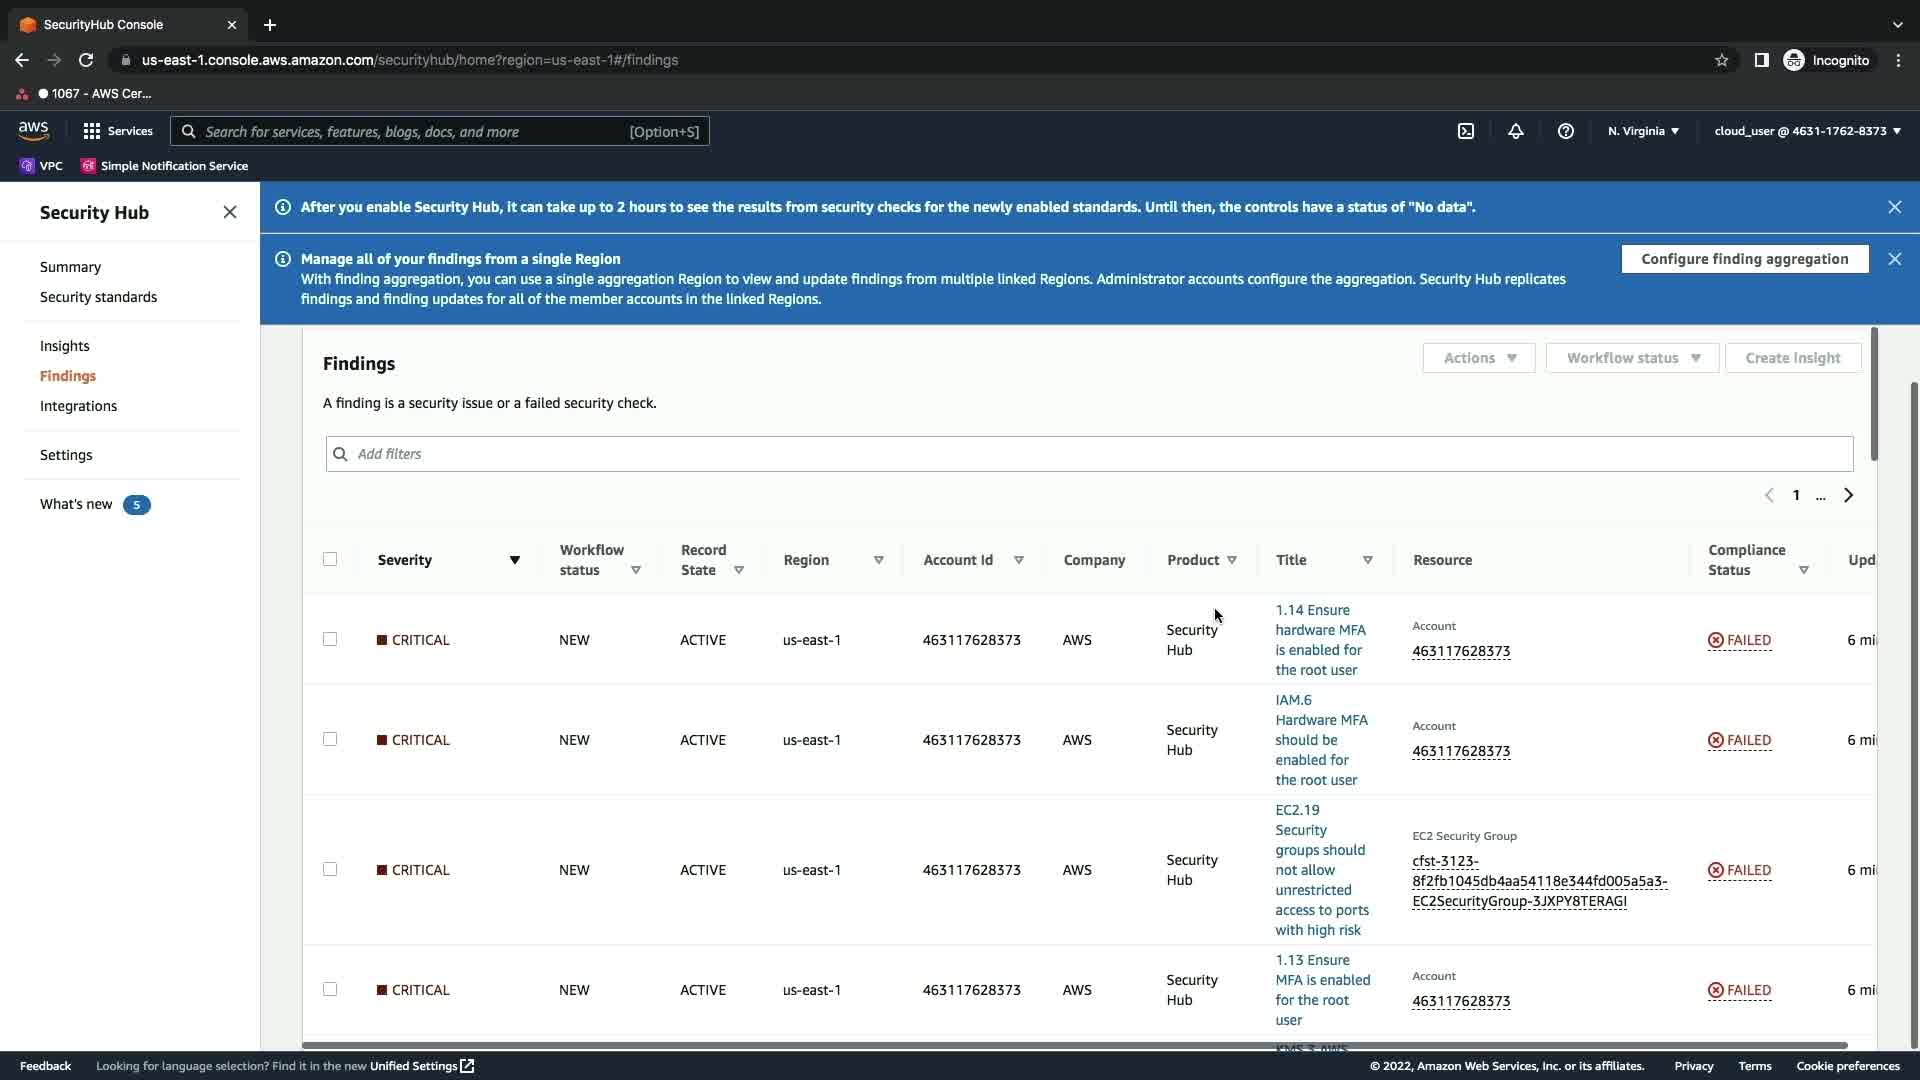 SecurityHub Console
us-east-1.console.aws.amazon.com/securityhub/home?region=us-east-1#/findings
Incognito
1067 - AWS Cer...
aws
Services
Search for services, features, blogs, docs, and more
[Option+S]
N. Virginia
cloud_user @ 4631-1762-8373
VPC
Simple Notification Service
Security Hub
Summary
Security standards
Insights
Findings
Integrations
Settings
What's new 5
After you enable Security Hub, it can take up to 2 hours to see the results from security checks for the newly enabled standards. Until then, the controls have a status of "No data".
Manage all of your findings from a single Region
With finding aggregation, you can use a single aggregation Region to view and update findings from multiple linked Regions. Administrator accounts configure the aggregation. Security Hub replicates
findings and finding updates for all of the member accounts in the linked Regions.
Configure finding aggregation
Findings
Actions
Workflow status
Create insight
A finding is a security issue or a failed security check.
Add filters
1 ...
Severity
Workflow
status
Record
State
Region
Account Id
Company
Product
Title
Resource
Compliance
Status
Upd
CRITICAL
NEW
ACTIVE
us-east-1
463117628373
AWS
Security
Hub
1.14 Ensure
hardware MFA
is enabled for
the root user
Account
463117628373
FAILED
6 mi
CRITICAL
NEW
ACTIVE
us-east-1
463117628373
AWS
Security
Hub
IAM.6
Hardware MFA
should be
enabled for
the root user
Account
463117628373
FAILED
6 mi
CRITICAL
NEW
ACTIVE
us-east-1
463117628373
AWS
Security
Hub
EC2.19
Security
groups should
not allow
unrestricted
access to ports
with high risk
EC2 Security Group
cfst-3123-
8f2fb1045db4aa54118e344fd005a5a3-
EC2SecurityGroup-3JXPY8TERAGI
FAILED
6 mi
CRITICAL
NEW
ACTIVE
us-east-1
463117628373
AWS
Security
Hub
1.13 Ensure
MFA is enabled
for the root
user
Account
463117628373
FAILED
6 mi
KMS.3 AWS
Feedback
Looking for language selection? Find it in the new Unified Settings
© 2022, Amazon Web Services, Inc. or its affiliates.
Privacy
Terms
Cookie preferences